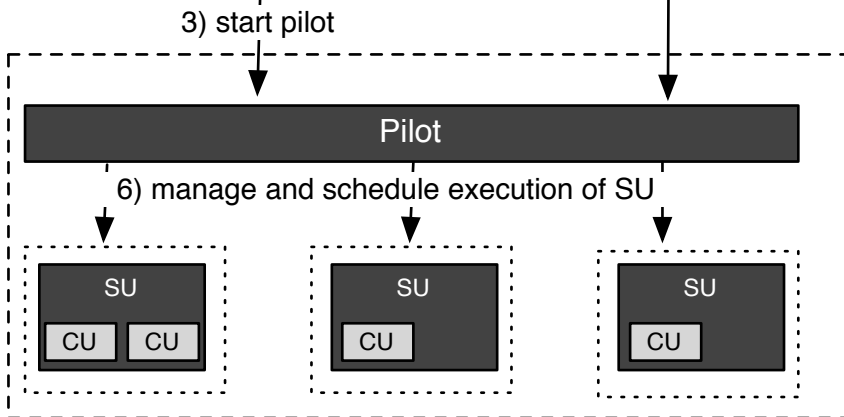 3) start pilot
Pilot
6) manage and schedule execution of SU
SU SU SU
CU CU CU CU